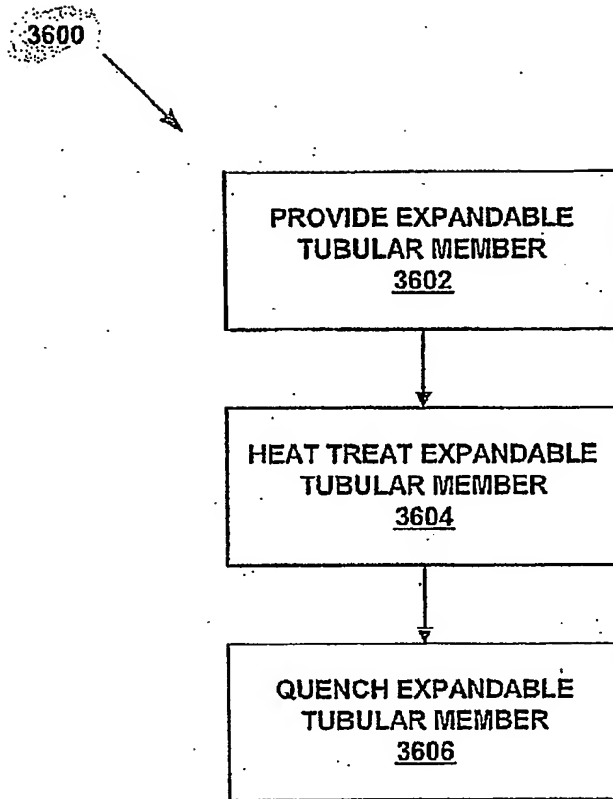 3600
PROVIDE EXPANDABLE
TUBULAR MEMBER
3602
HEAT TREAT EXPANDABLE
TUBULAR MEMBER
3604
QUENCH EXPANDABLE
TUBULAR MEMBER
3606